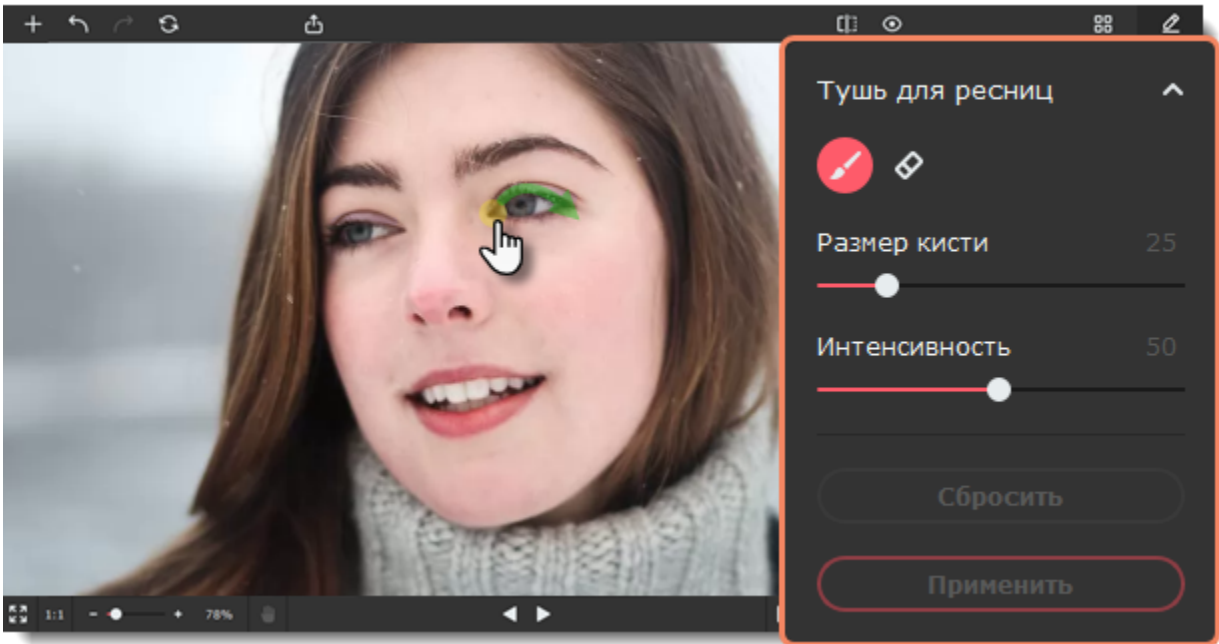 Тушь для ресниц
Размер кисти 25
Интенсивность 50
Сбросить
Применить
1:1 - + 78%